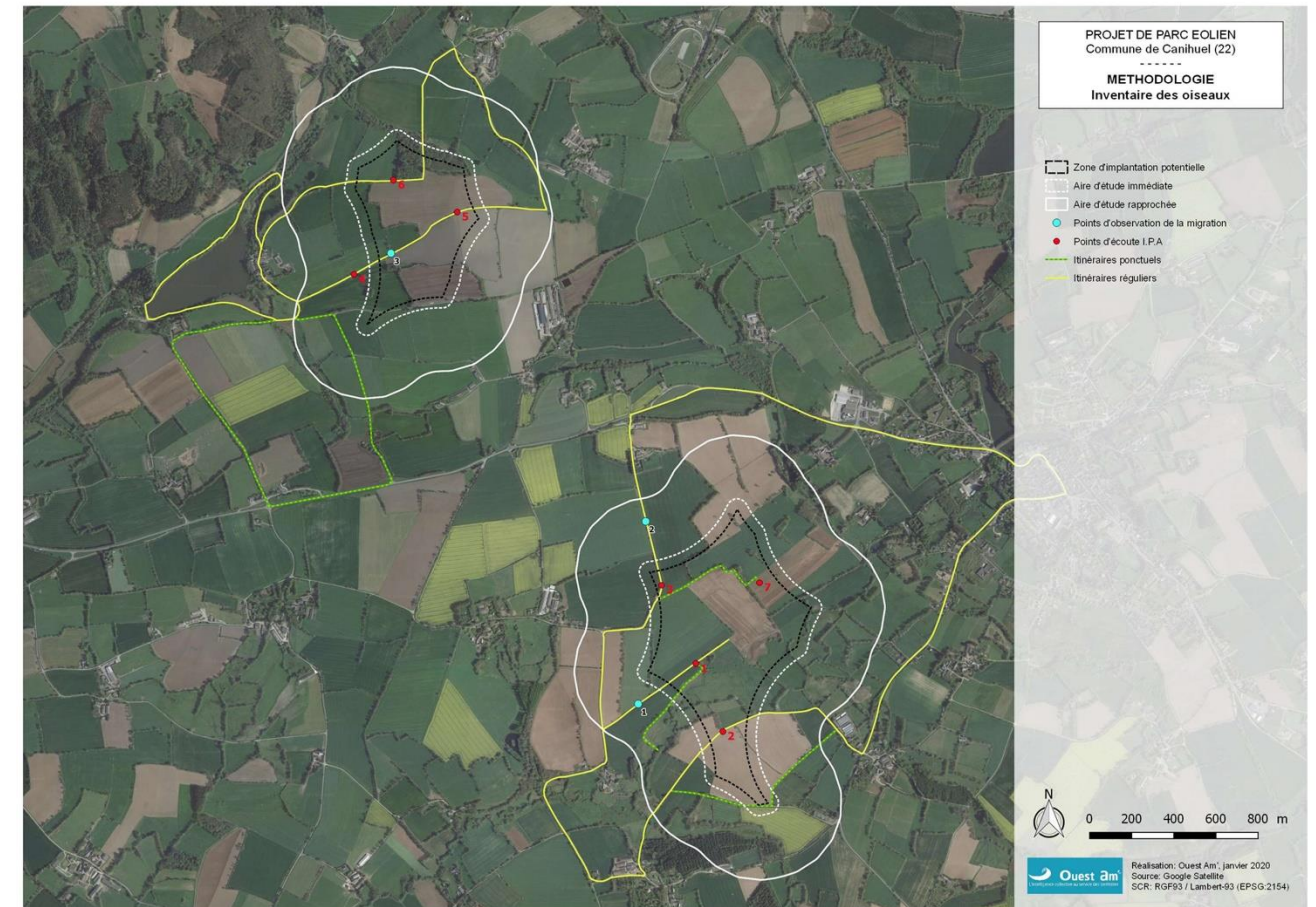 PROJET DE PARC EOLIEN
Commune de Canihuel (22)
- - - - - -
METHODOLOGIE
Inventaire des oiseaux
Zone d'implantation potentielle
Aire d'étude immédiate
Aire d'étude rapprochée
Points d'observation de la migration
Points d'écoute I.P.A
Itinéraires ponctuels
Itinéraires réguliers
6
5
3
2
7
1
1
2
N
0 200 400 600 800 m
Ouest am'
Réalisation: Ouest Am', janvier 2020
Source: Google Satellite
SCR: RGF93 / Lambert-93 (EPSG:2154)